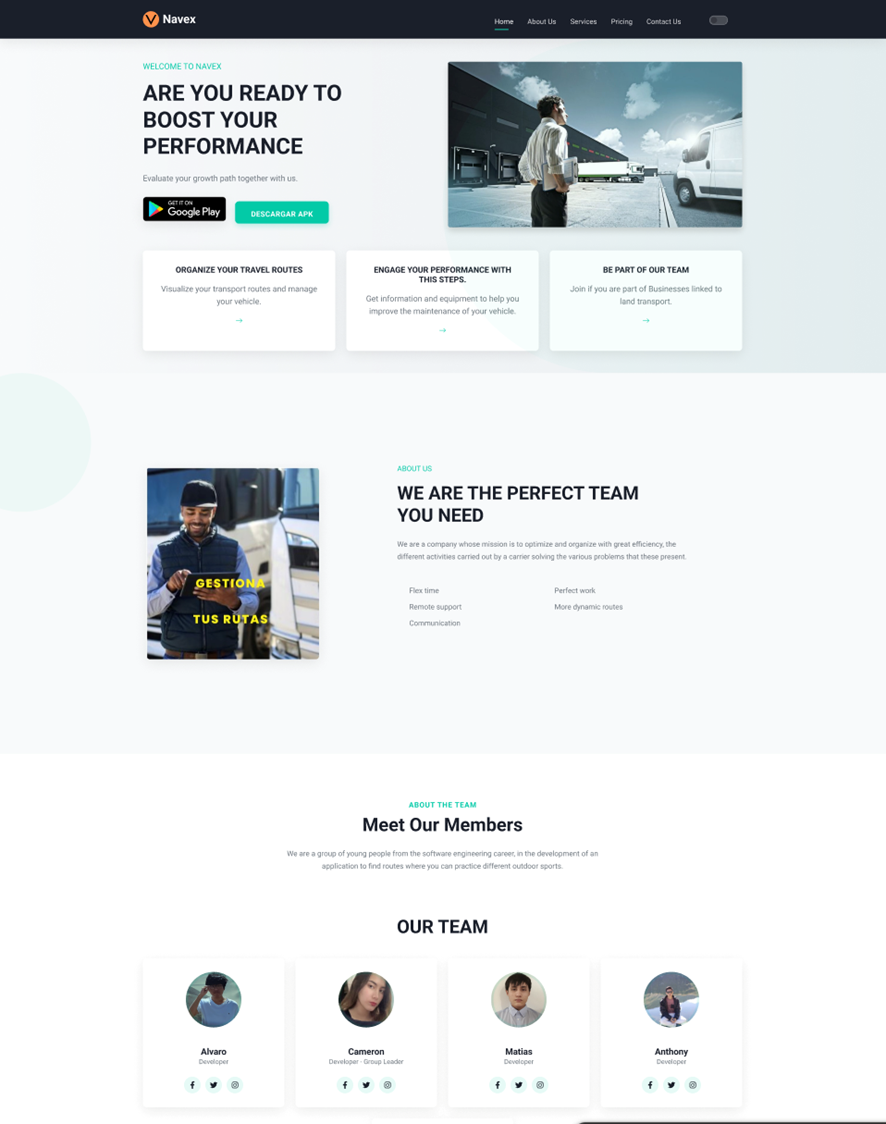 Navex
Home About Us Services Pricing Contact Us
WELCOME TO NAVEX
ARE YOU READY TO
BOOST YOUR
PERFORMANCE
Evaluate your growth path together with us.
GET IT ON
Google Play
DESCARGAR APK
ORGANIZE YOUR TRAVEL ROUTES
Visualize your transport routes and manage
your vehicle.
→
ENGAGE YOUR PERFORMANCE WITH
THIS STEPS.
Get information and equipment to help you
improve the maintenance of your vehicle.
→
BE PART OF OUR TEAM
Join if you are part of Businesses linked to
land transport.
→
GESTIONA
TUS RUTAS
ABOUT US
WE ARE THE PERFECT TEAM
YOU NEED
We are a company whose mission is to optimize and organize with great efficiency, the
different activities carried out by a carrier solving the various problems that these present.
Flex time
Perfect work
Remote support
More dynamic routes
Communication
ABOUT THE TEAM
Meet Our Members
We are a group of young people from the software engineering career, in the development of an
application to find routes where you can practice different outdoor sports.
OUR TEAM
Alvaro
Developer
Cameron
Developer - Group Leader
Matias
Developer
Anthony
Developer